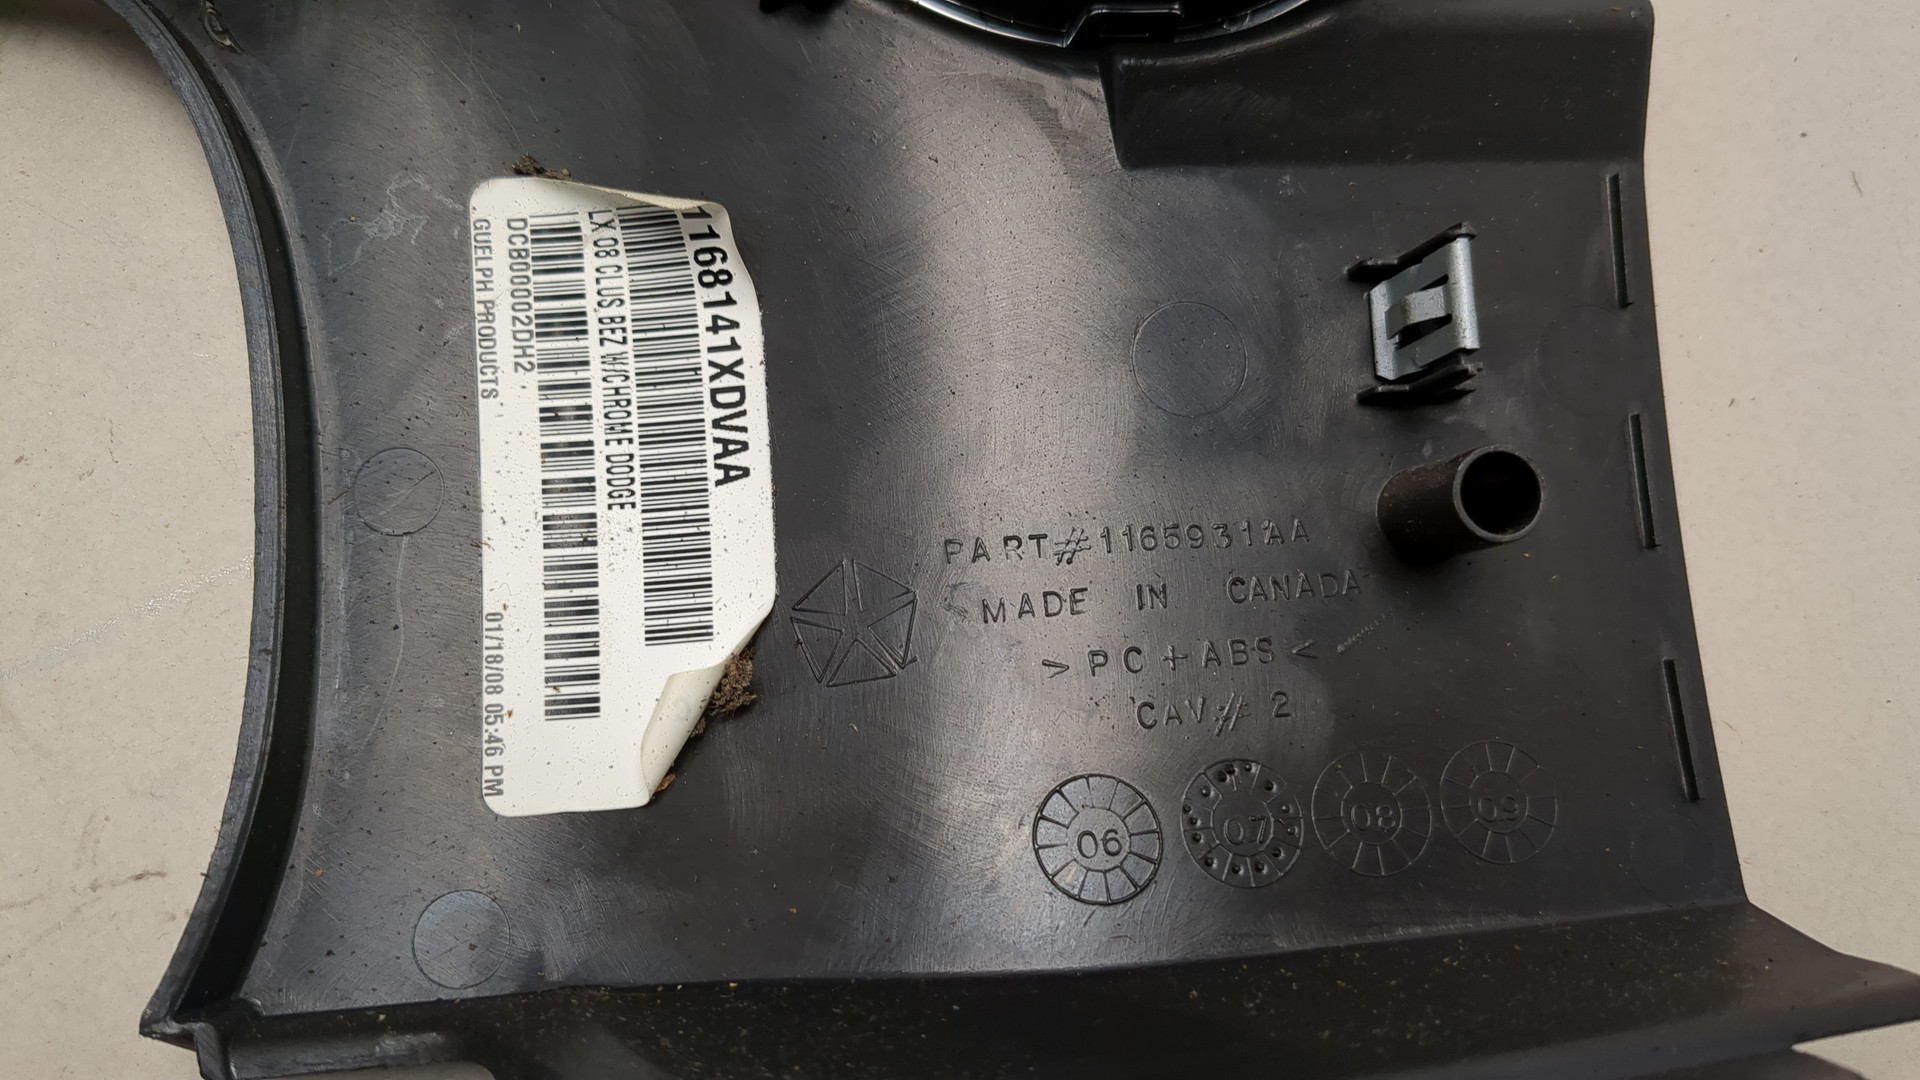 1168141XDVAA
LX 08 CLUS BEZ W/CHROME DODGE
DCB00002DH2
GUELPH PRODUCTS 01/18/08 05:46 PM
PART# 1165931AA
MADE IN CANADA
>PC+ABS<
CAV# 2
06 07 08 09